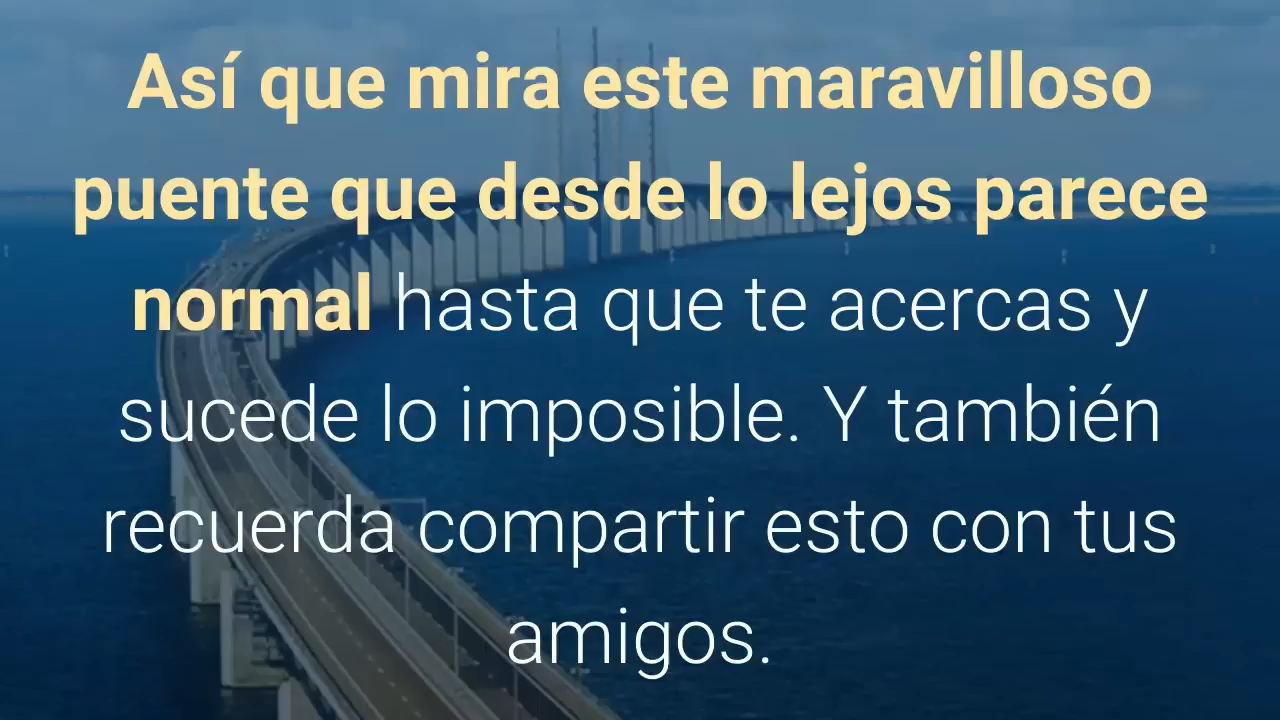 Así que mira este maravilloso
puente que desde lo lejos parece
normal hasta que te acercas y
sucede lo imposible. Y también
recuerda compartir esto con tus
amigos.